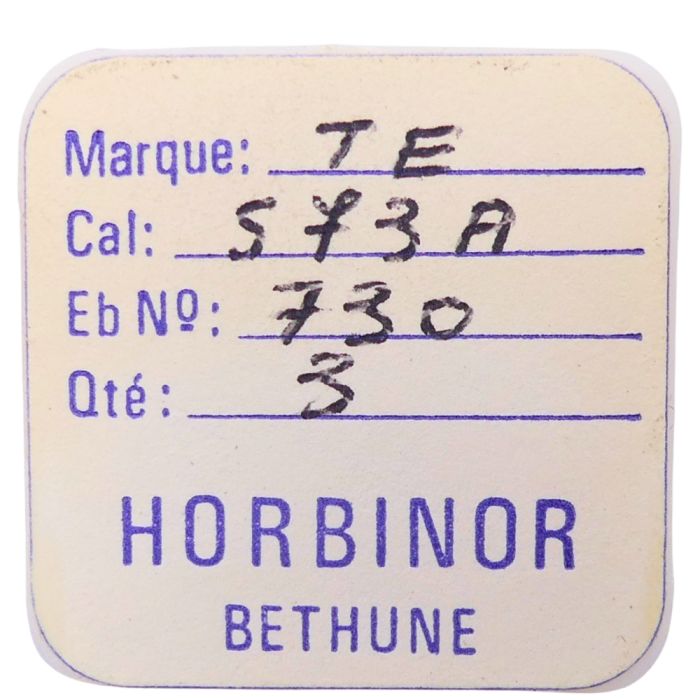 Marque: TE
Cal: 573A
Eb Nº: 730
Qté: 3
HORBINOR
BETHUNE